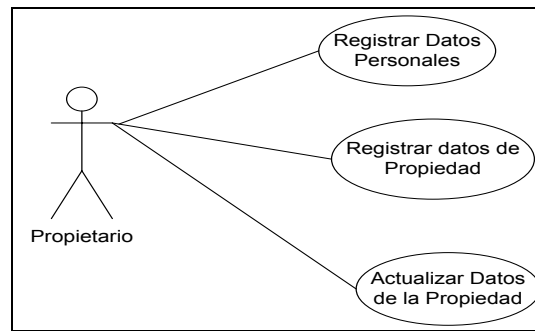 Registrar Datos
Personales
Registrar datos de
Propiedad
Propietario
Actualizar Datos
de la Propiedad